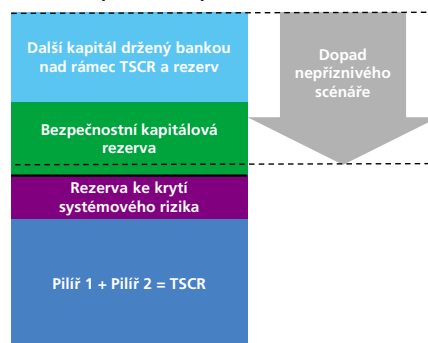 Další kapitál držený bankou
nad rámec TSCR a rezerv
Dopad
nepříznivého
scénáře
Bezpečnostní kapitálová
rezerva
Rezerva ke krytí
systémového rizika
Pilíř 1 + Pilíř 2 = TSCR